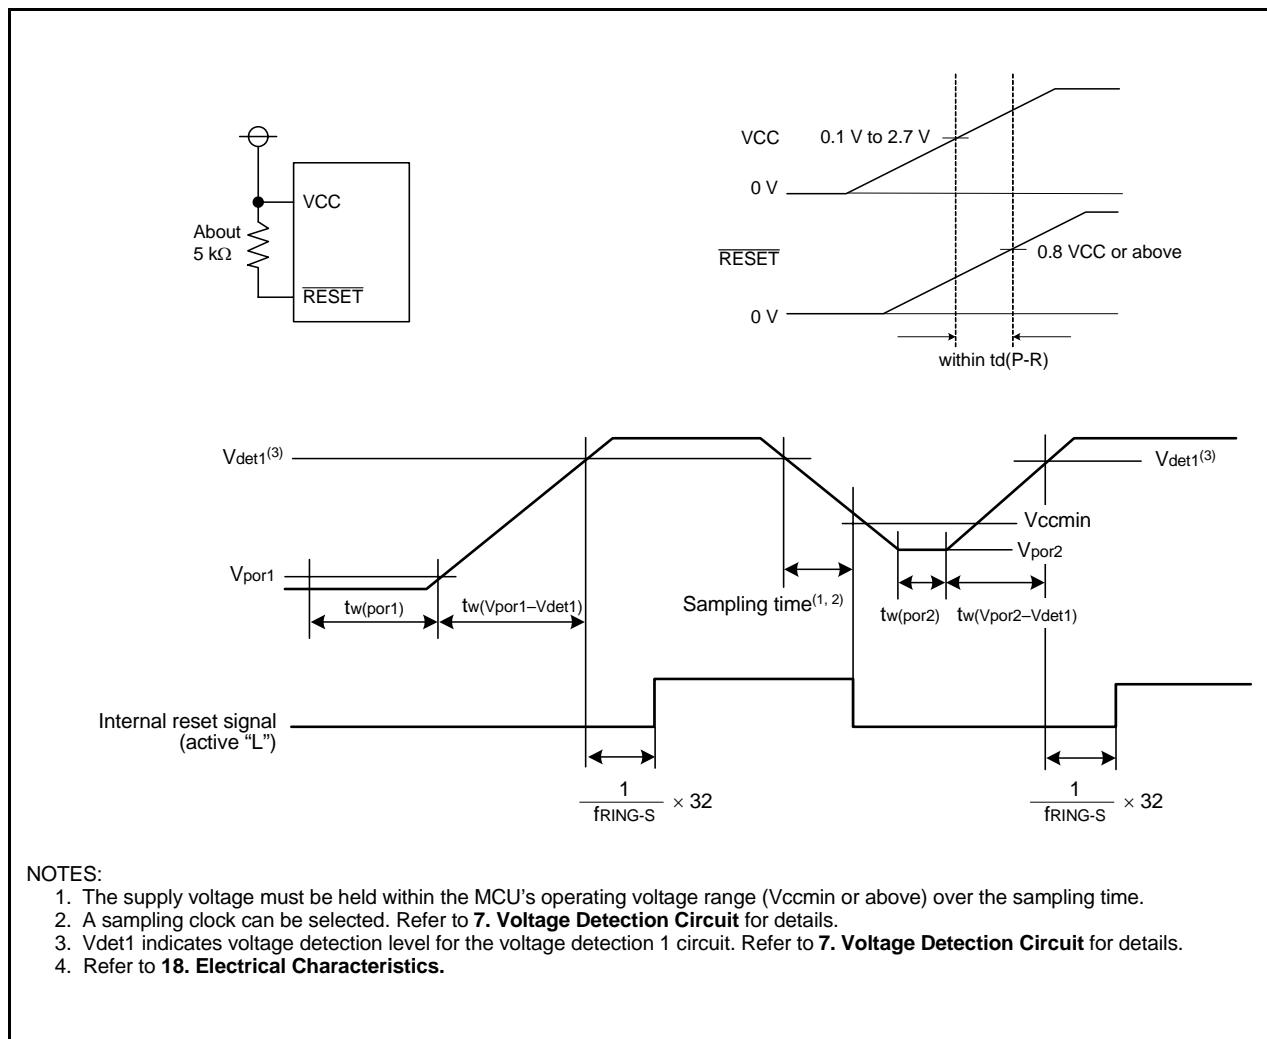 VCC
About
5 kΩ
RESET
VCC
0.1 V to 2.7 V
0 V
RESET
0.8 VCC or above
0 V
within td(P-R)
Vdet1(3)
Vdet1(3)
Vccmin
Vpor1
Vpor2
tw(por1)
tw(Vpor1–Vdet1)
Sampling time(1, 2)
tw(por2)
tw(Vpor2–Vdet1)
Internal reset signal
(active “L”)
1
fRING-S
× 32
1
fRING-S
× 32
NOTES:
1. The supply voltage must be held within the MCU’s operating voltage range (Vccmin or above) over the sampling time.
2. A sampling clock can be selected. Refer to 7. Voltage Detection Circuit for details.
3. Vdet1 indicates voltage detection level for the voltage detection 1 circuit. Refer to 7. Voltage Detection Circuit for details.
4. Refer to 18. Electrical Characteristics.